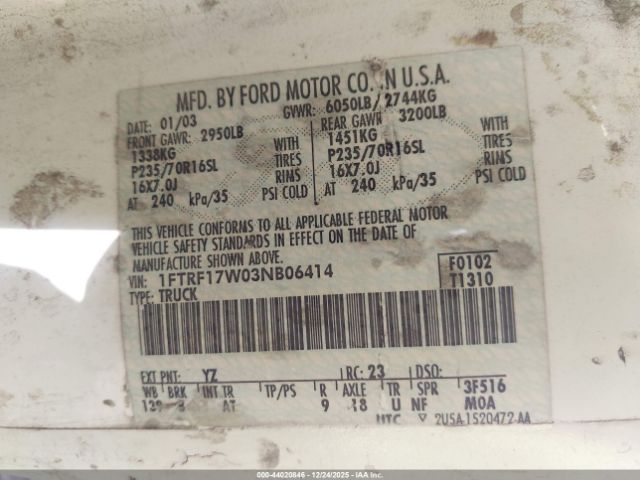 MFD. BY FORD MOTOR CO. IN U.S.A.
DATE: 01/03 GVWR: 6050LB/ 2744KG
FRONT GAWR: 2950LB REAR GAWR: 3200LB
1338KG WITH 1451KG WITH
P235/70R16SL TIRES P235/70R16SL TIRES
16X7.0J RIMS 16X7.0J RIMS
AT 240 kPa/35 PSI COLD AT 240 kPa/35 PSI COLD
THIS VEHICLE CONFORMS TO ALL APPLICABLE FEDERAL MOTOR
VEHICLE SAFETY STANDARDS IN EFFECT ON THE DATE OF
MANUFACTURE SHOWN ABOVE.
VIN: 1FTRF17W03NB06414 F0102
TYPE: TRUCK T1310
EXT PNT: YZ RC: 23 DSO:
WB BRK INT TR TP/PS R AXLE TR SPR 3F516
AT 9 U NF MOA
UTC 2U5A 1520472 AA
000-44020846 - 12/24/2025 - IAAI.COM